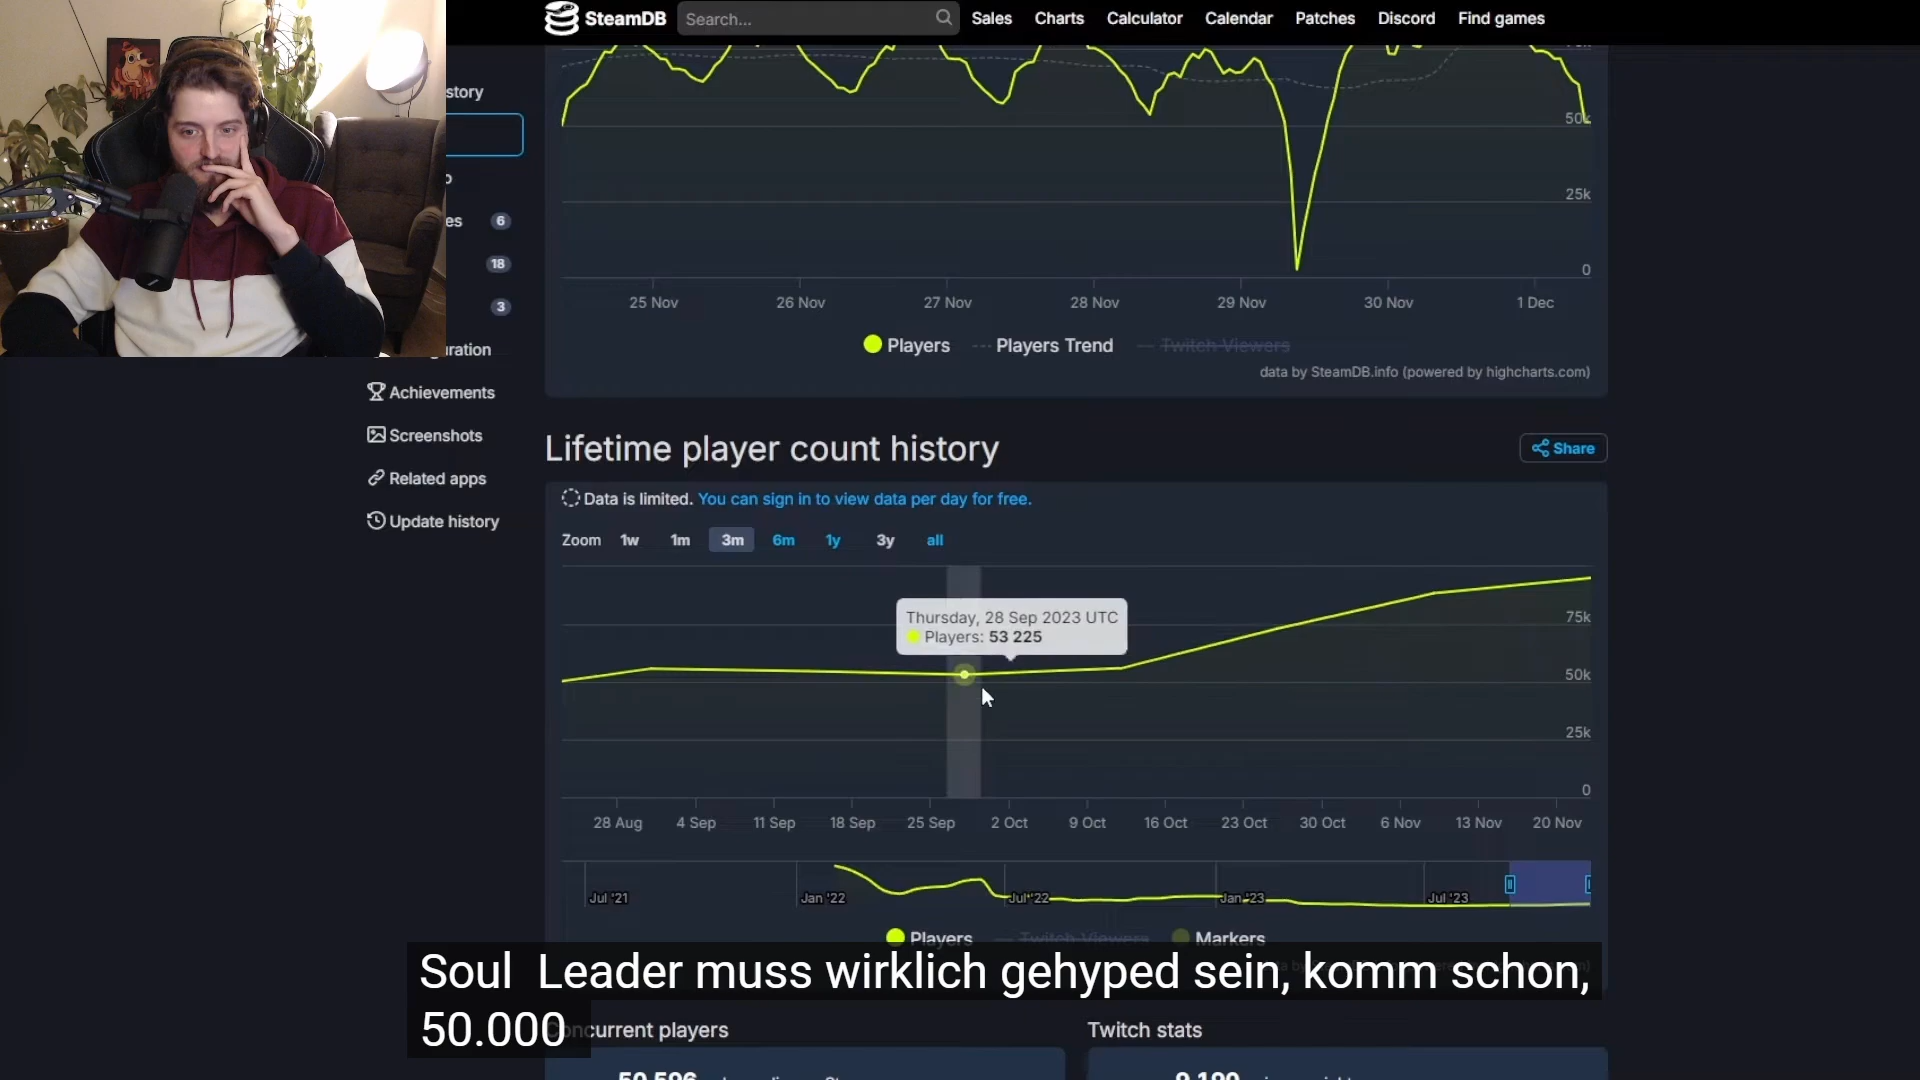 SteamDB Search... Sales Charts Calculator Calendar Patches Discord Find games
story
50k
25k
0
25 Nov 26 Nov 27 Nov 28 Nov 29 Nov 30 Nov 1 Dec
Players Players Trend Twitch Viewers
data by SteamDB.info (powered by highcharts.com)
es 6
18
3
uration
Achievements
Screenshots
Related apps
Update history
Lifetime player count history Share
Data is limited. You can sign in to view data per day for free.
Zoom 1w 1m 3m 6m 1y 3y all
Thursday, 28 Sep 2023 UTC
Players: 53 225
75k
50k
25k
0
28 Aug 4 Sep 11 Sep 18 Sep 25 Sep 2 Oct 9 Oct 16 Oct 23 Oct 30 Oct 6 Nov 13 Nov 20 Nov
Jul '21 Jan '22 Jul '22 Jan '23 Jul '23
Players Twitch Viewers Markers
Soul Leader muss wirklich gehyped sein, komm schon,
50.000
Concurrent players Twitch stats